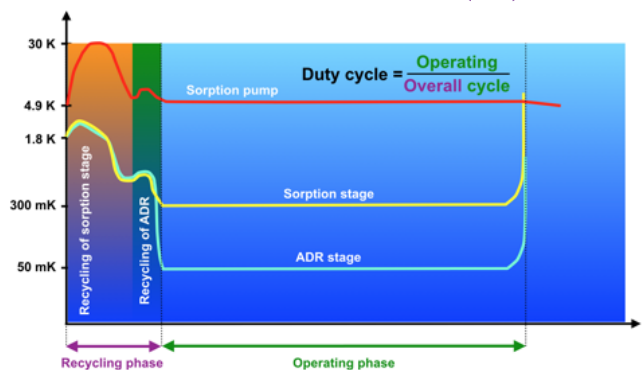 30 K
Duty cycle = Operating
Overall cycle
Sorption pump
4.9 K
1.8 K
Recycling of sorption stage
Recycling of ADR
Sorption stage
300 mK
ADR stage
50 mK
Recycling phase
Operating phase